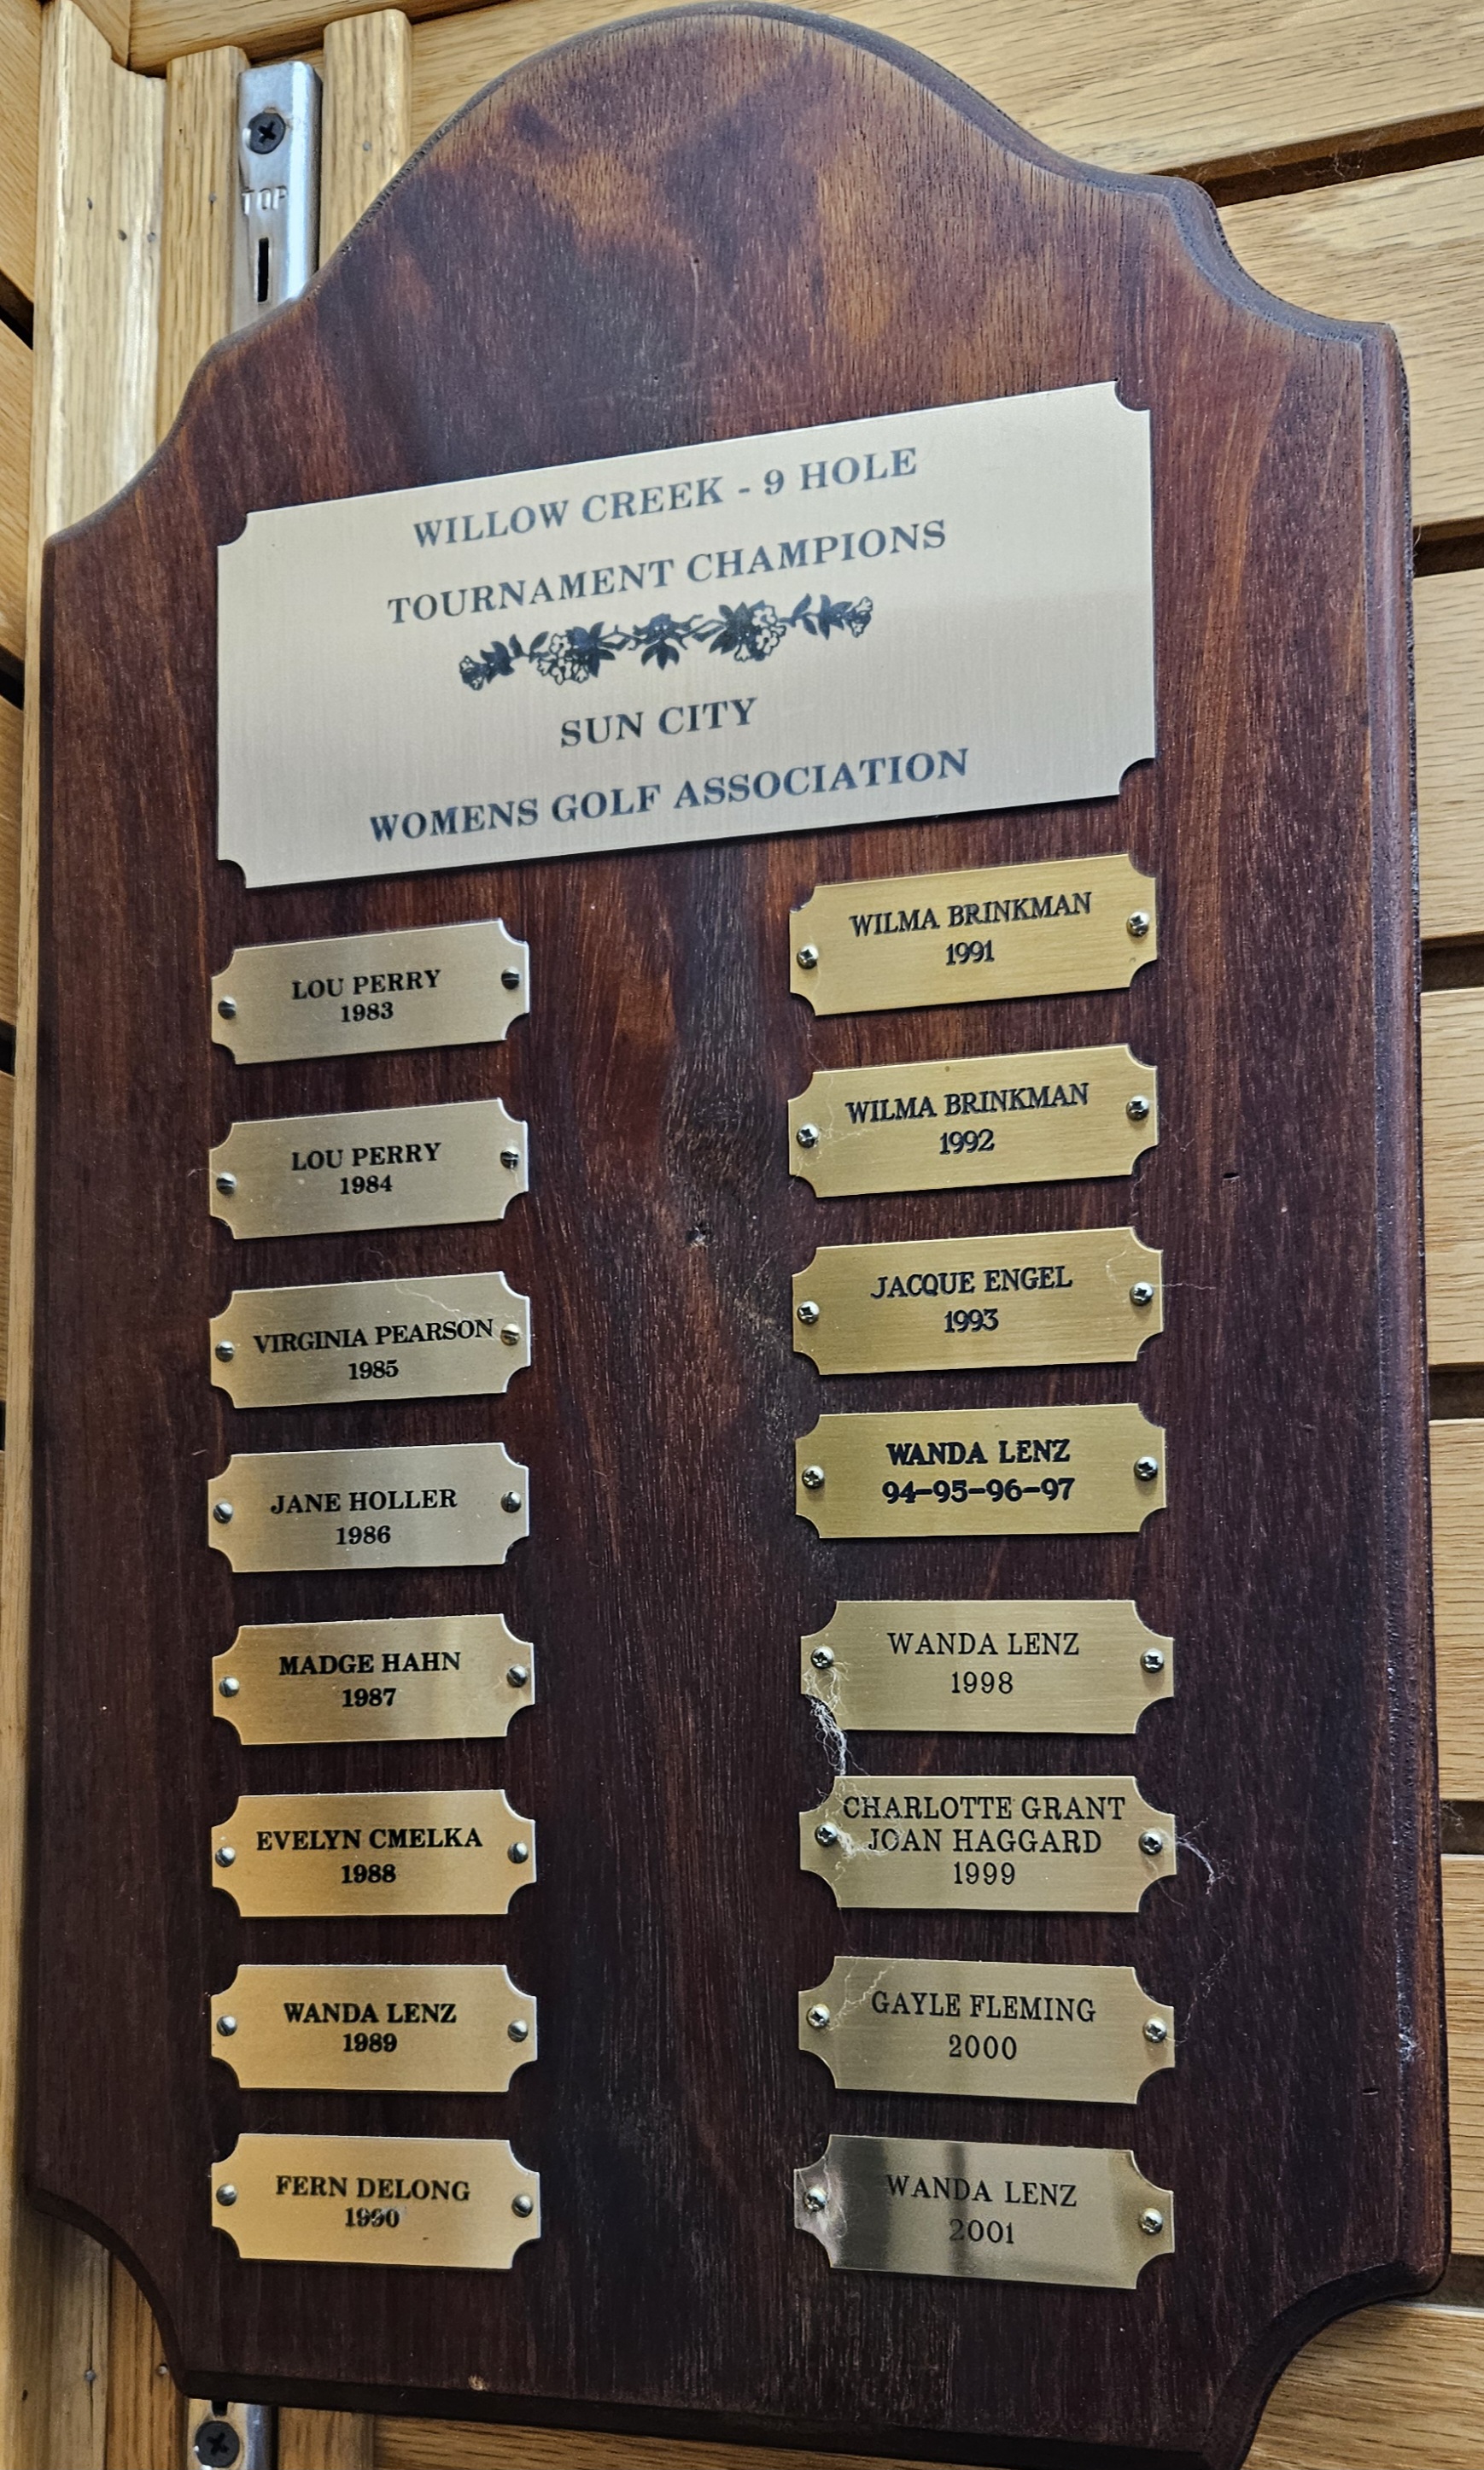 TOP
WILLOW CREEK - 9 HOLE
TOURNAMENT CHAMPIONS
SUN CITY
WOMENS GOLF ASSOCIATION
LOU PERRY
1983
LOU PERRY
1984
VIRGINIA PEARSON
1985
JANE HOLLER
1986
MADGE HAHN
1987
EVELYN CMELKA
1988
WANDA LENZ
1989
FERN DELONG
1990
WILMA BRINKMAN
1991
WILMA BRINKMAN
1992
JACQUE ENGEL
1993
WANDA LENZ
94-95-96-97
WANDA LENZ
1998
CHARLOTTE GRANT
JOAN HAGGARD
1999
GAYLE FLEMING
2000
WANDA LENZ
2001